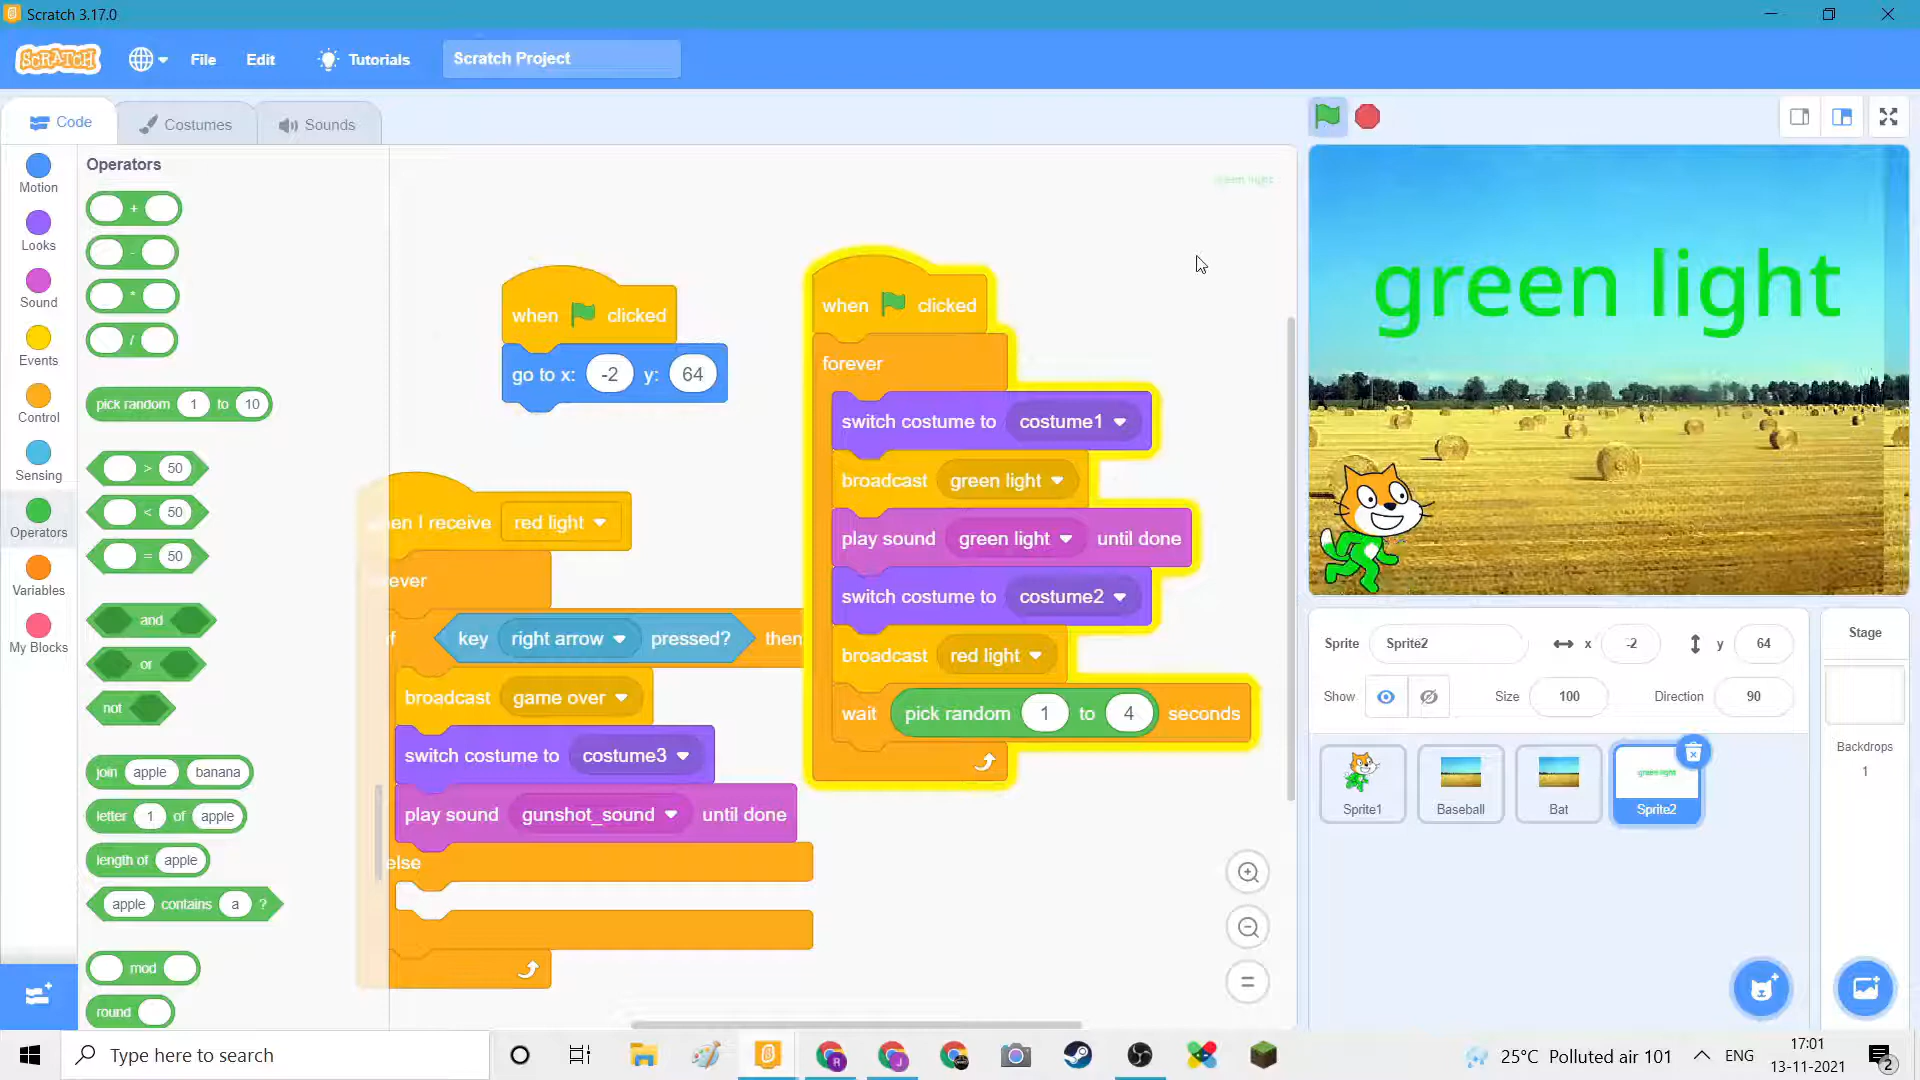 Scratch 3.17.0
SCRATCH
File
Edit
Tutorials
Scratch Project
Code
Costumes
Sounds
Motion
Looks
Sound
Events
Control
Sensing
Operators
Variables
My Blocks
Operators
+
-
*
/
pick random 1 to 10
> 50
< 50
= 50
and
or
not
join apple banana
letter 1 of apple
length of apple
apple contains a ?
mod
round
when clicked
go to x: -2 y: 64
en I receive red light
ever
if key right arrow pressed? then
broadcast game over
switch costume to costume3
play sound gunshot_sound until done
else
green light
when clicked
forever
switch costume to costume1
broadcast green light
play sound green light until done
switch costume to costume2
broadcast red light
wait pick random 1 to 4 seconds
green light
Sprite Sprite2 x -2 y 64
Show Size 100 Direction 90
Sprite1
Baseball
Bat
green light
Sprite2
Stage
Backdrops
1
Type here to search
R
J
25°C Polluted air 101
ENG
17:01
13-11-2021
2